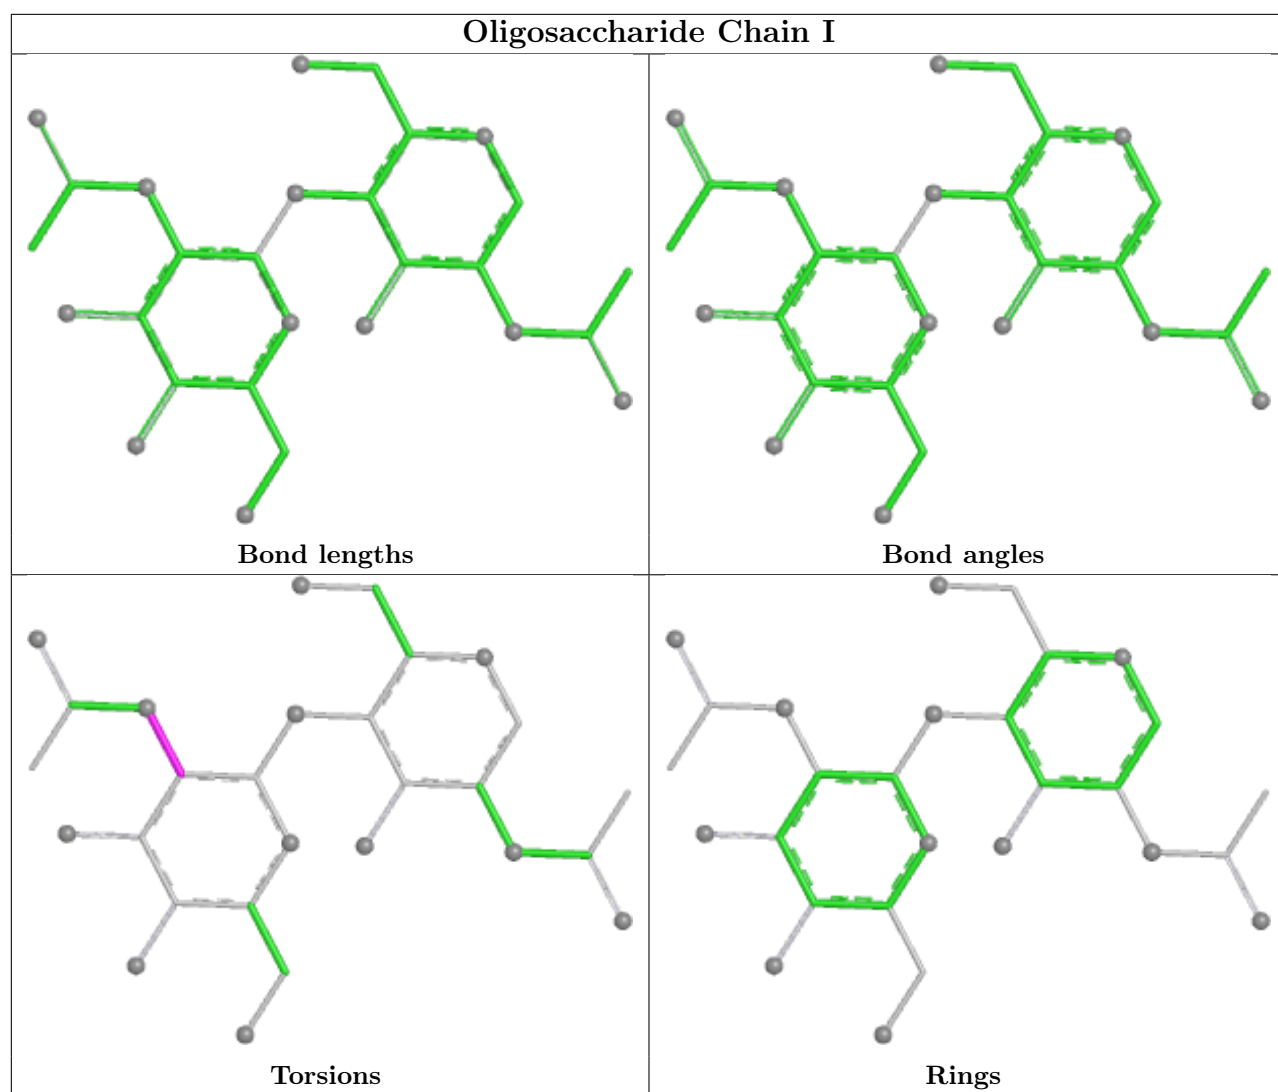 Oligosaccharide Chain I
Bond lengths
Bond angles
Torsions
Rings